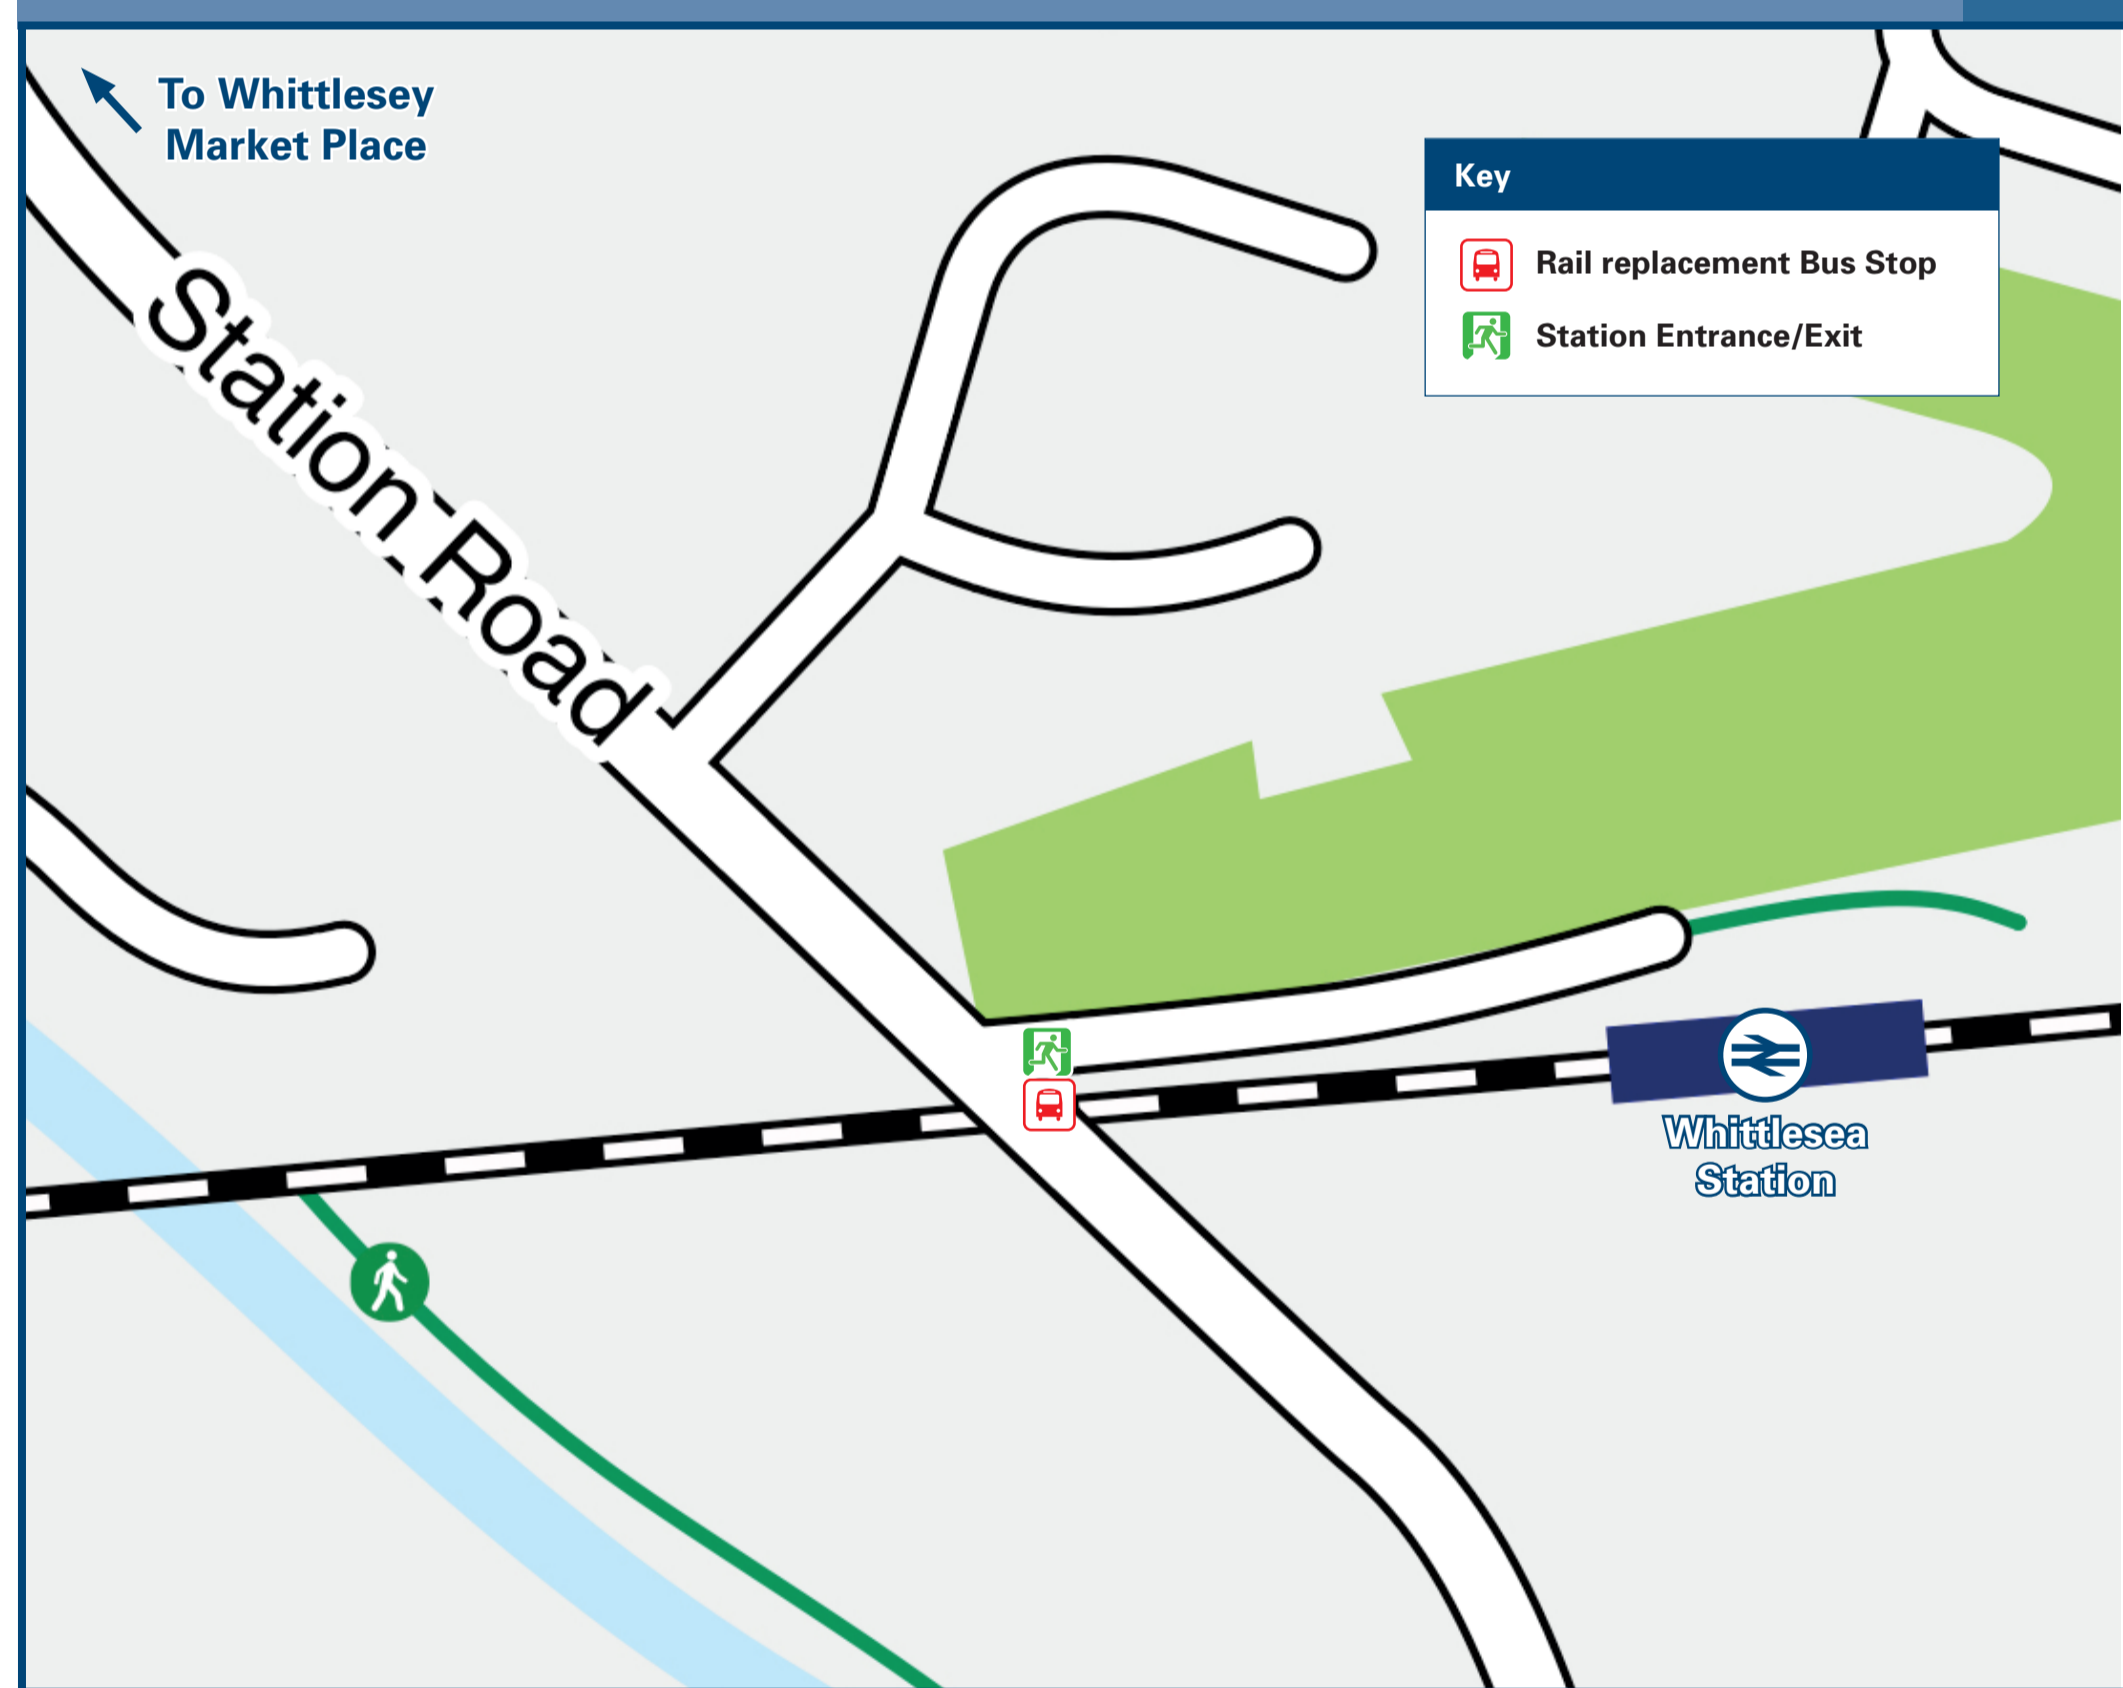 To Whittlesey
Market Place
Key
Rail replacement Bus Stop
Station Entrance/Exit
Station Road
Whittlesea
Station